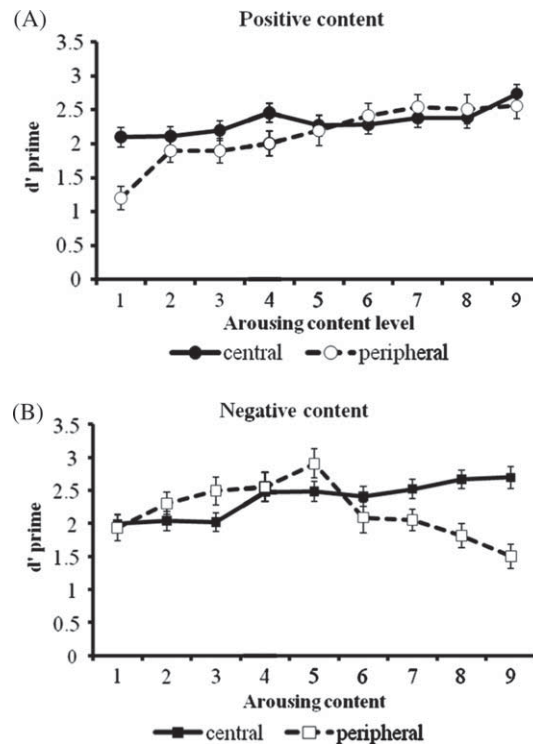 (A)
Positive content
3.5
3
2.5
2
1.5
1
0.5
0
d' prime
1 2 3 4 5 6 7 8 9
Arousing content level
central peripheral
(B)
Negative content
3.5
3
2.5
2
1.5
1
0.5
0
d' prime
1 2 3 4 5 6 7 8 9
Arousing content
central peripheral